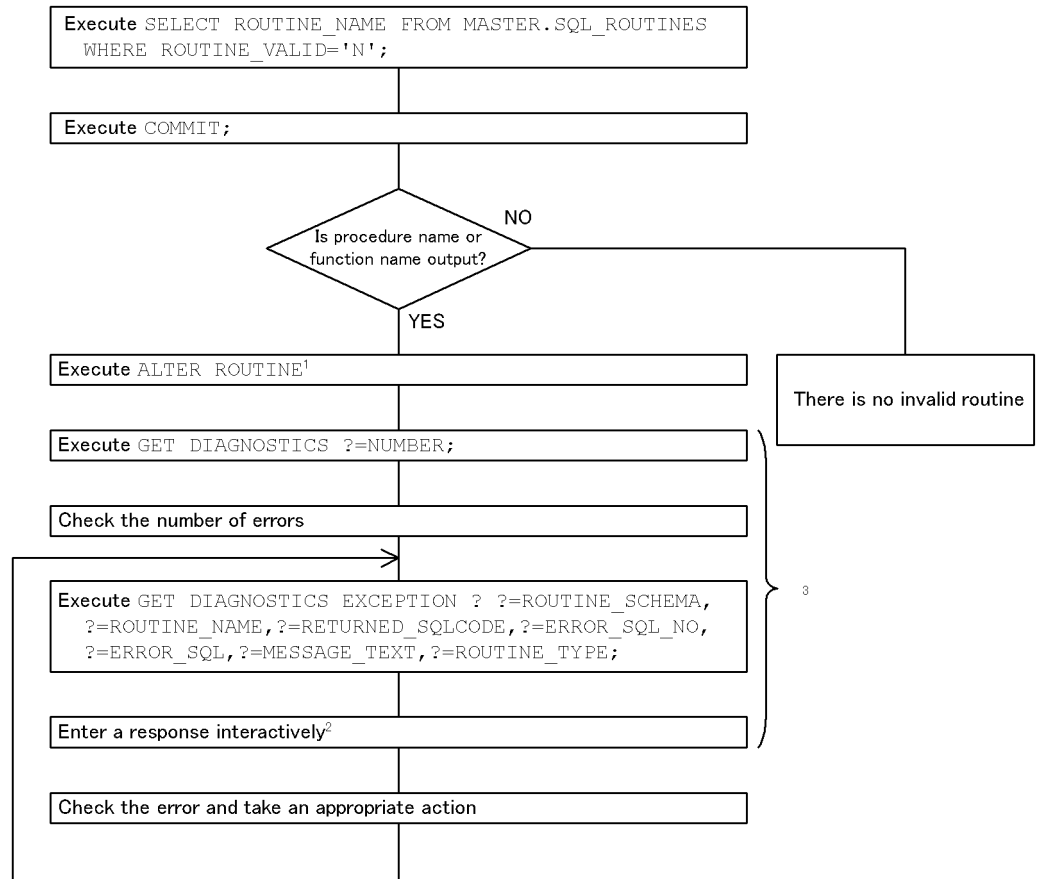 Execute SELECT ROUTINE_NAME FROM MASTER.SQL_ROUTINES
WHERE ROUTINE_VALID='N';
Execute COMMIT;
Is procedure name or
function name output?
NO
YES
Execute ALTER ROUTINE¹
There is no invalid routine
Execute GET DIAGNOSTICS ?=NUMBER;
Check the number of errors
Execute GET DIAGNOSTICS EXCEPTION ? ?=ROUTINE_SCHEMA,
?=ROUTINE_NAME,?=RETURNED_SQLCODE,?=ERROR_SQL_NO,
?=ERROR_SQL,?=MESSAGE_TEXT,?=ROUTINE_TYPE;
3
Enter a response interactively²
Check the error and take an appropriate action